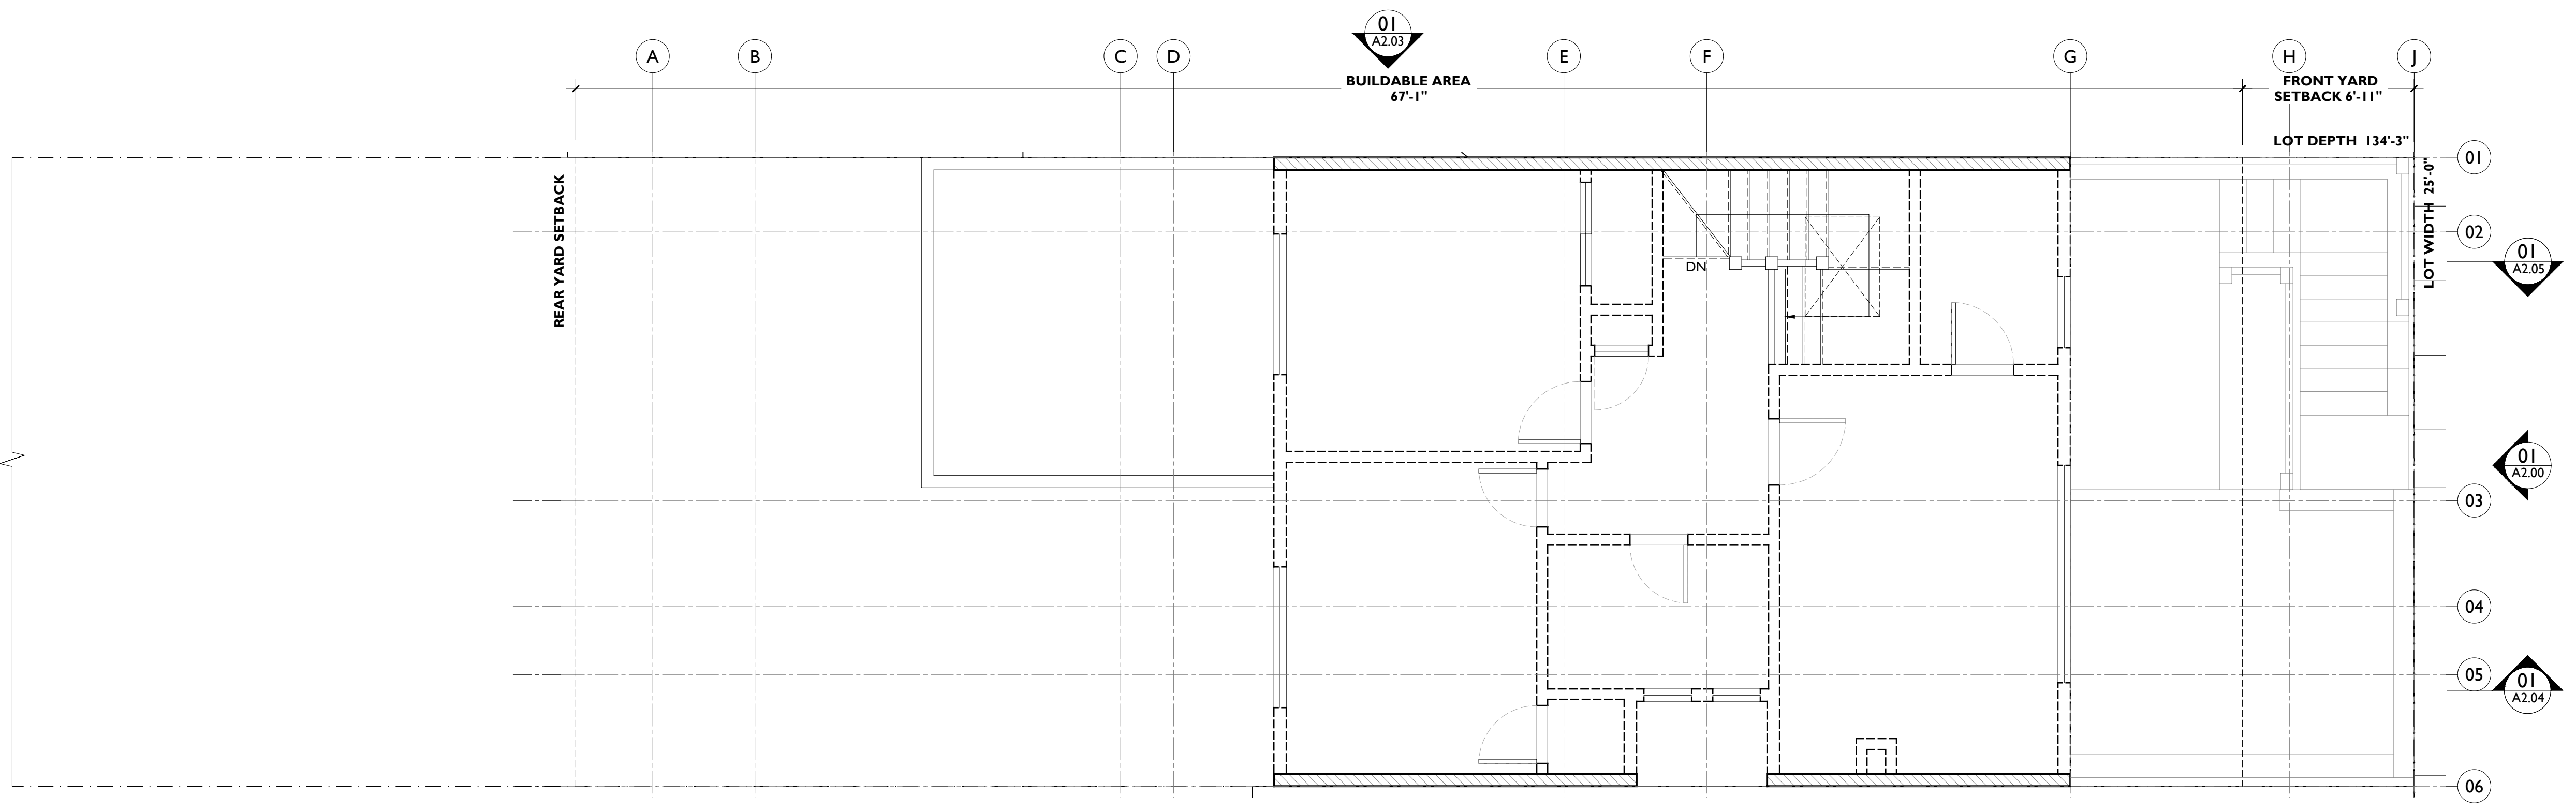 01
A2.03
A
B
C
D
E
F
G
H
J
BUILDABLE AREA
67'-1"
FRONT YARD
SETBACK 6'-11"
LOT DEPTH 134'-3"
01
REAR YARD SETBACK
LOT WIDTH 25'-0"
02
01
A2.05
DN
01
A2.00
03
04
05
01
A2.04
06